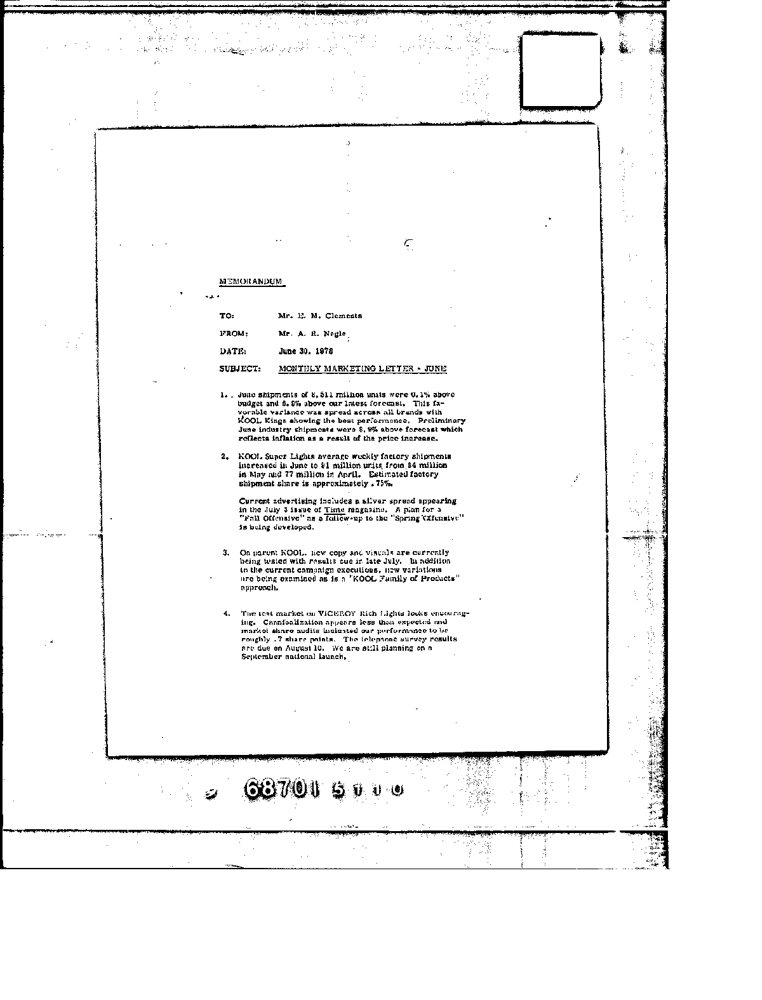 MEMORANDUM
TO: Mr. E. M. Clements
FROM: Mr. A. R. Nagle
DATE: June 30, 1978
SUBJECT: MONTHLY MARKETING LETTER - JUNE
1. June shipments of 5,511 million units were 0.1% above
budget and above our latest forecast. This fa-
vorable variance was spread across all brands with
KOOL Kings showing the best performance. Preliminary
June industry shipments were above forecast which
reflects inflation as a result of the price increase.
2. KOOL Super Lights average weekly factory shipments
increased in June to 91 million units from 84 million
in May and 77 million in April. Estimated factory
shipment share is approximately .75%.
Current advertising includes a silver spread appearing
in the July 3 issue of Time magazine. A plan for a
"Fall Offensive" as a follow-up to the "Spring Offensive"
is being developed.
3. On parent KOOL, new copy and visuals are currently
being tested with results due in late July. In addition
to the current campaign executions, new variations
are being examined as is a "KOOL Family of Products"
approach.
4. The test market on VICEROY Rich Lights looks encourag-
ing. Cannibalization appears less than expected and
market share audits indicated our performance to be
roughly .7 share points. The telephone survey results
are due on August 10. We are still planning on a
September national launch.
68701 5110